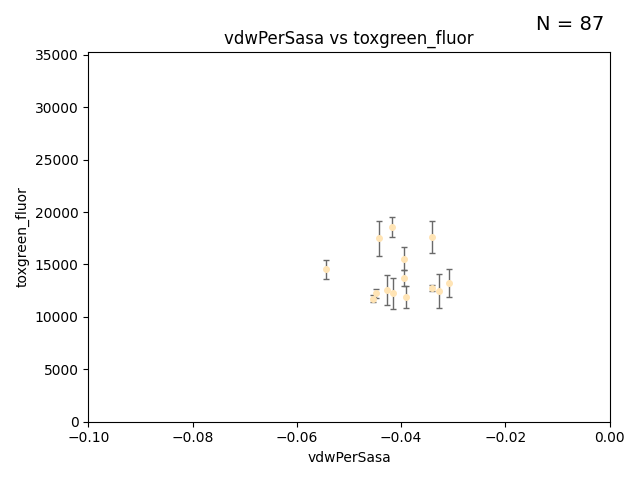 N = 87
vdwPerSasa vs toxgreen_fluor
35000
30000
25000
20000
15000
10000
5000
0
toxgreen_fluor
−0.10 −0.08 −0.06 −0.04 −0.02 0.00
vdwPerSasa